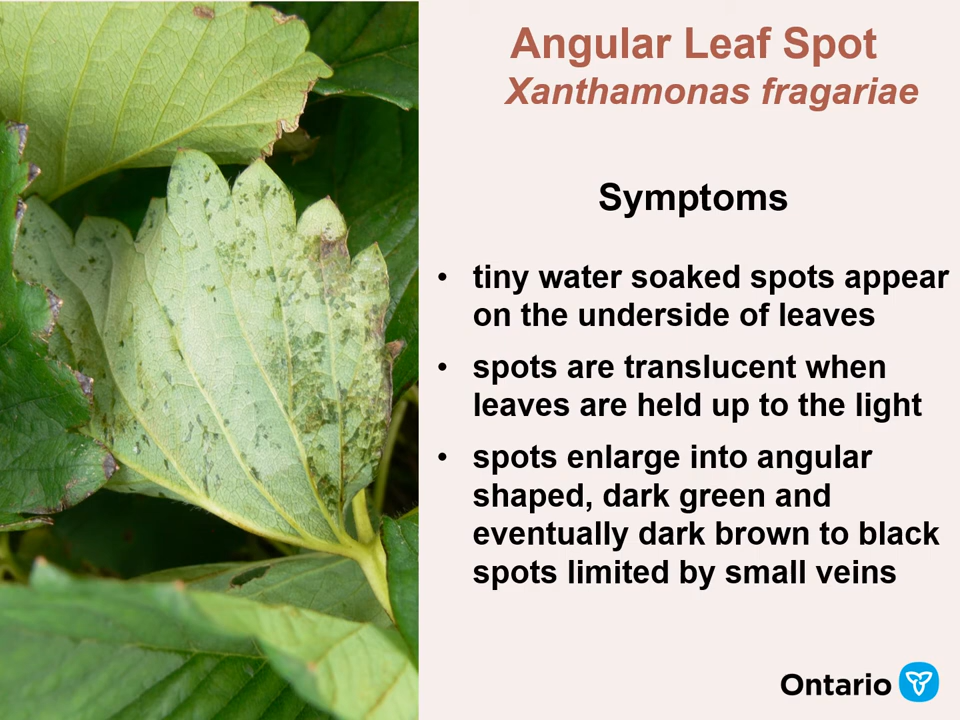 Angular Leaf Spot
Xanthamonas fragariae
Symptoms
• tiny water soaked spots appear
on the underside of leaves
• spots are translucent when
leaves are held up to the light
• spots enlarge into angular
shaped, dark green and
eventually dark brown to black
spots limited by small veins
Ontario